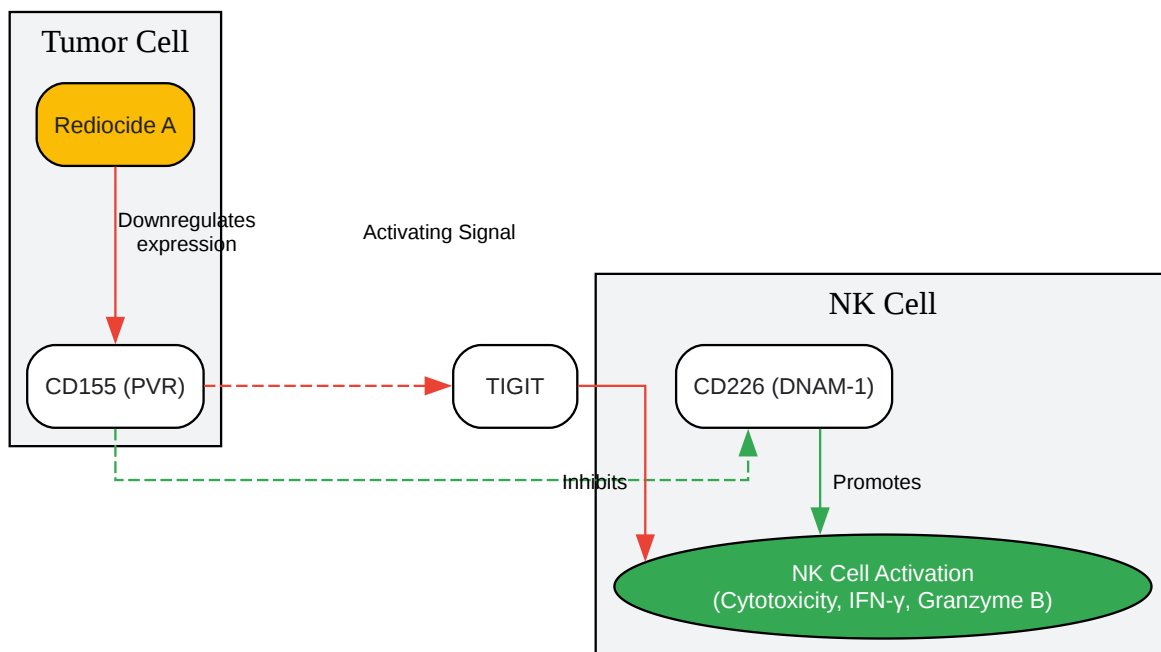 Tumor Cell
Rediocide A
Downregulates
expression
Activating Signal
NK Cell
CD155 (PVR)
TIGIT
CD226 (DNAM-1)
Inhibits
Promotes
NK Cell Activation
(Cytotoxicity, IFN-γ, Granzyme B)